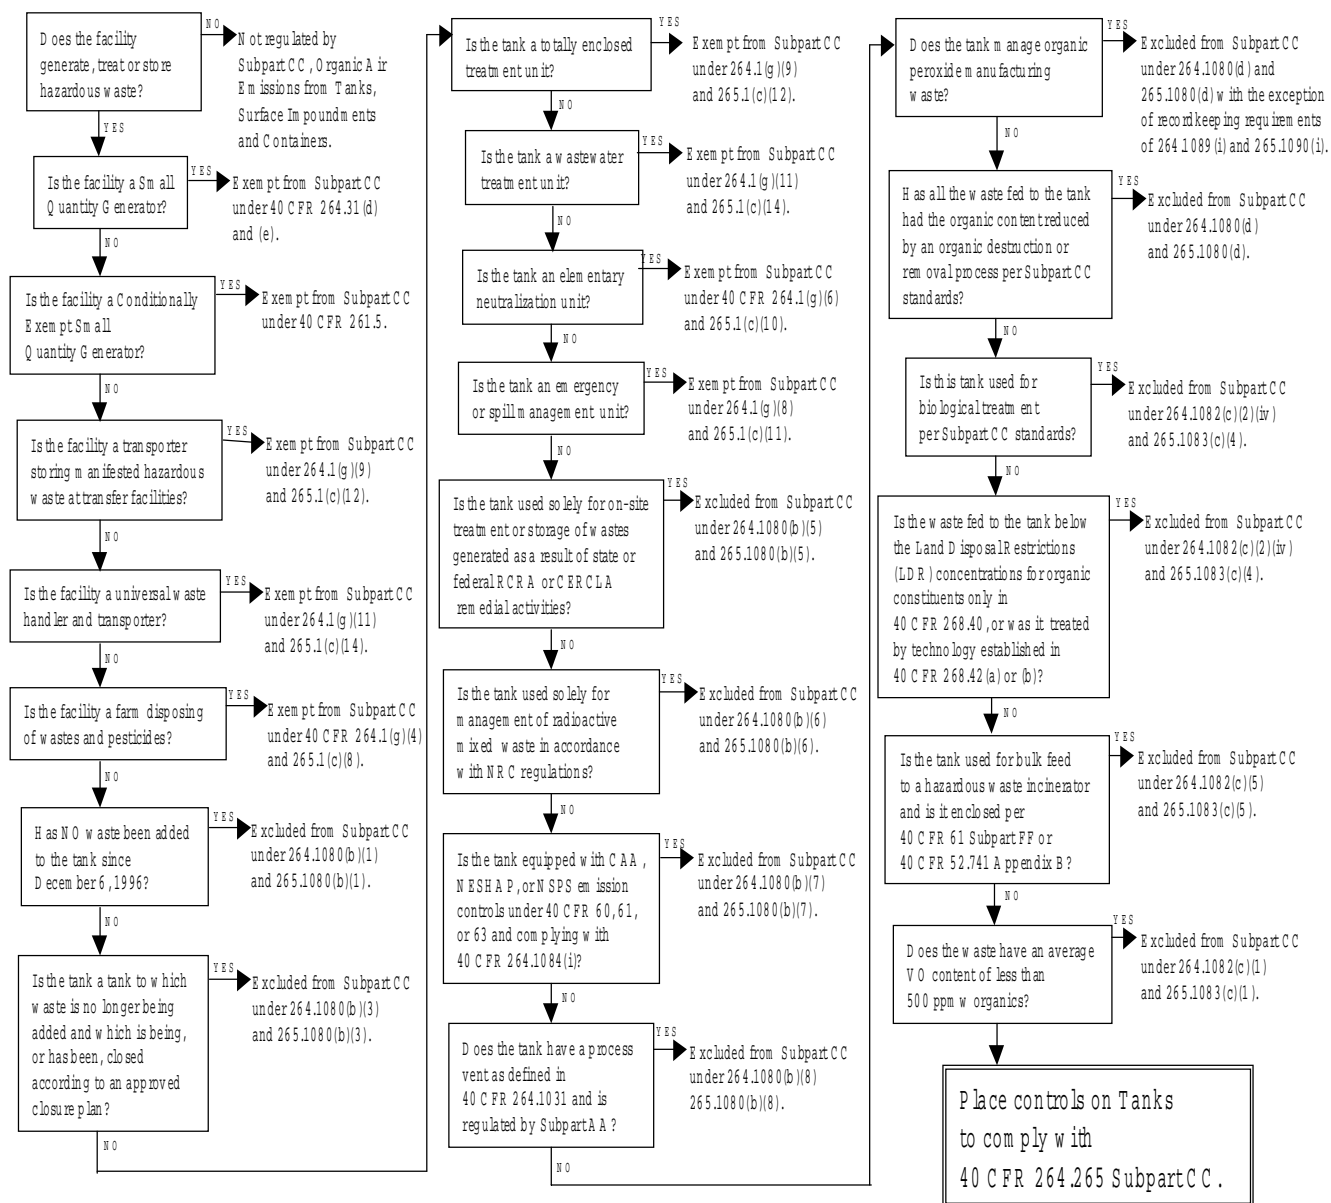 Does the facility
generate, treat or store
hazardous waste?
NO
Not regulated by
Subpart CC, Organic Air
Emissions from Tanks,
Surface Impoundments
and Containers.
YES
Is the facility a Small
Quantity Generator?
YES
Exempt from Subpart CC
under 40 CFR 264.31(d)
and (e).
NO
Is the facility a Conditionally
Exempt Small
Quantity Generator?
YES
Exempt from Subpart CC
under 40 CFR 261.5.
NO
Is the facility a transporter
storing manifested hazardous
waste at transfer facilities?
YES
Exempt from Subpart CC
under 264.1(g)(9)
and 265.1(c)(12).
NO
Is the facility a universal waste
handler and transporter?
YES
Exempt from Subpart CC
under 264.1(g)(11)
and 265.1(c)(14).
NO
Is the facility a farm disposing
of wastes and pesticides?
YES
Exempt from Subpart CC
under 40 CFR 264.1(g)(4)
and 265.1(c)(8).
NO
Has NO waste been added
to the tank since
December 6, 1996?
YES
Excluded from Subpart CC
under 264.1080(b)(1)
and 265.1080(b)(1).
NO
Is the tank a tank to which
waste is no longer being
added and which is being,
or has been, closed
according to an approved
closure plan?
YES
Excluded from Subpart CC
under 264.1080(b)(3)
and 265.1080(b)(3).
NO
Is the tank a totally enclosed
treatment unit?
YES
Exempt from Subpart CC
under 264.1(g)(9)
and 265.1(c)(12).
NO
Is the tank a wastewater
treatment unit?
YES
Exempt from Subpart CC
under 264.1(g)(11)
and 265.1(c)(14).
NO
Is the tank an elementary
neutralization unit?
YES
Exempt from Subpart CC
under 40 CFR 264.1(g)(6)
and 265.1(c)(10).
NO
Is the tank an emergency
or spill management unit?
YES
Exempt from Subpart CC
under 264.1(g)(8)
and 265.1(c)(11).
NO
Is the tank used solely for on-site
treatment or storage of wastes
generated as a result of state or
federal RCRA or CERCLA
remedial activities?
YES
Excluded from Subpart CC
under 264.1080(b)(5)
and 265.1080(b)(5).
NO
Is the tank used solely for
management of radioactive
mixed waste in accordance
with NRC regulations?
YES
Excluded from Subpart CC
under 264.1080(b)(6)
and 265.1080(b)(6).
NO
Is the tank equipped with CAA,
NESHAP, or NSPS emission
controls under 40 CFR 60, 61,
or 63 and complying with
40 CFR 264.1084(i)?
YES
Excluded from Subpart CC
under 264.1080(b)(7)
and 265.1080(b)(7).
NO
Does the tank have a process
vent as defined in
40 CFR 264.1031 and is
regulated by Subpart AA?
YES
Excluded from Subpart CC
under 264.1080(b)(8)
265.1080(b)(8).
NO
Does the tank manage organic
peroxide manufacturing
waste?
YES
Excluded from Subpart CC
under 264.1080(d) and
265.1080(d) with the exception
of recordkeeping requirements
of 264.1089(i) and 265.1090(i).
NO
Has all the waste fed to the tank
had the organic content reduced
by an organic destruction or
removal process per Subpart CC
standards?
YES
Excluded from Subpart CC
under 264.1080(d)
and 265.1080(d).
NO
Is this tank used for
biological treatment
per Subpart CC standards?
YES
Excluded from Subpart CC
under 264.1082(c)(2)(iv)
and 265.1083(c)(4).
NO
Is the waste fed to the tank below
the Land Disposal Restrictions
(LDR) concentrations for organic
constituents only in
40 CFR 268.40, or was it treated
by technology established in
40 CFR 268.42(a) or (b)?
YES
Excluded from Subpart CC
under 264.1082(c)(2)(iv)
and 265.1083(c)(4).
NO
Is the tank used for bulk feed
to a hazardous waste incinerator
and is it enclosed per
40 CFR 61 Subpart FF or
40 CFR 52.741 Appendix B?
YES
Excluded from Subpart CC
under 264.1082(c)(5)
and 265.1083(c)(5).
NO
Does the waste have an average
VO content of less than
500 ppmw organics?
YES
Excluded from Subpart CC
under 264.1082(c)(1)
and 265.1083(c)(1).
NO
Place controls on Tanks
to comply with
40 CFR 264.265 Subpart CC.